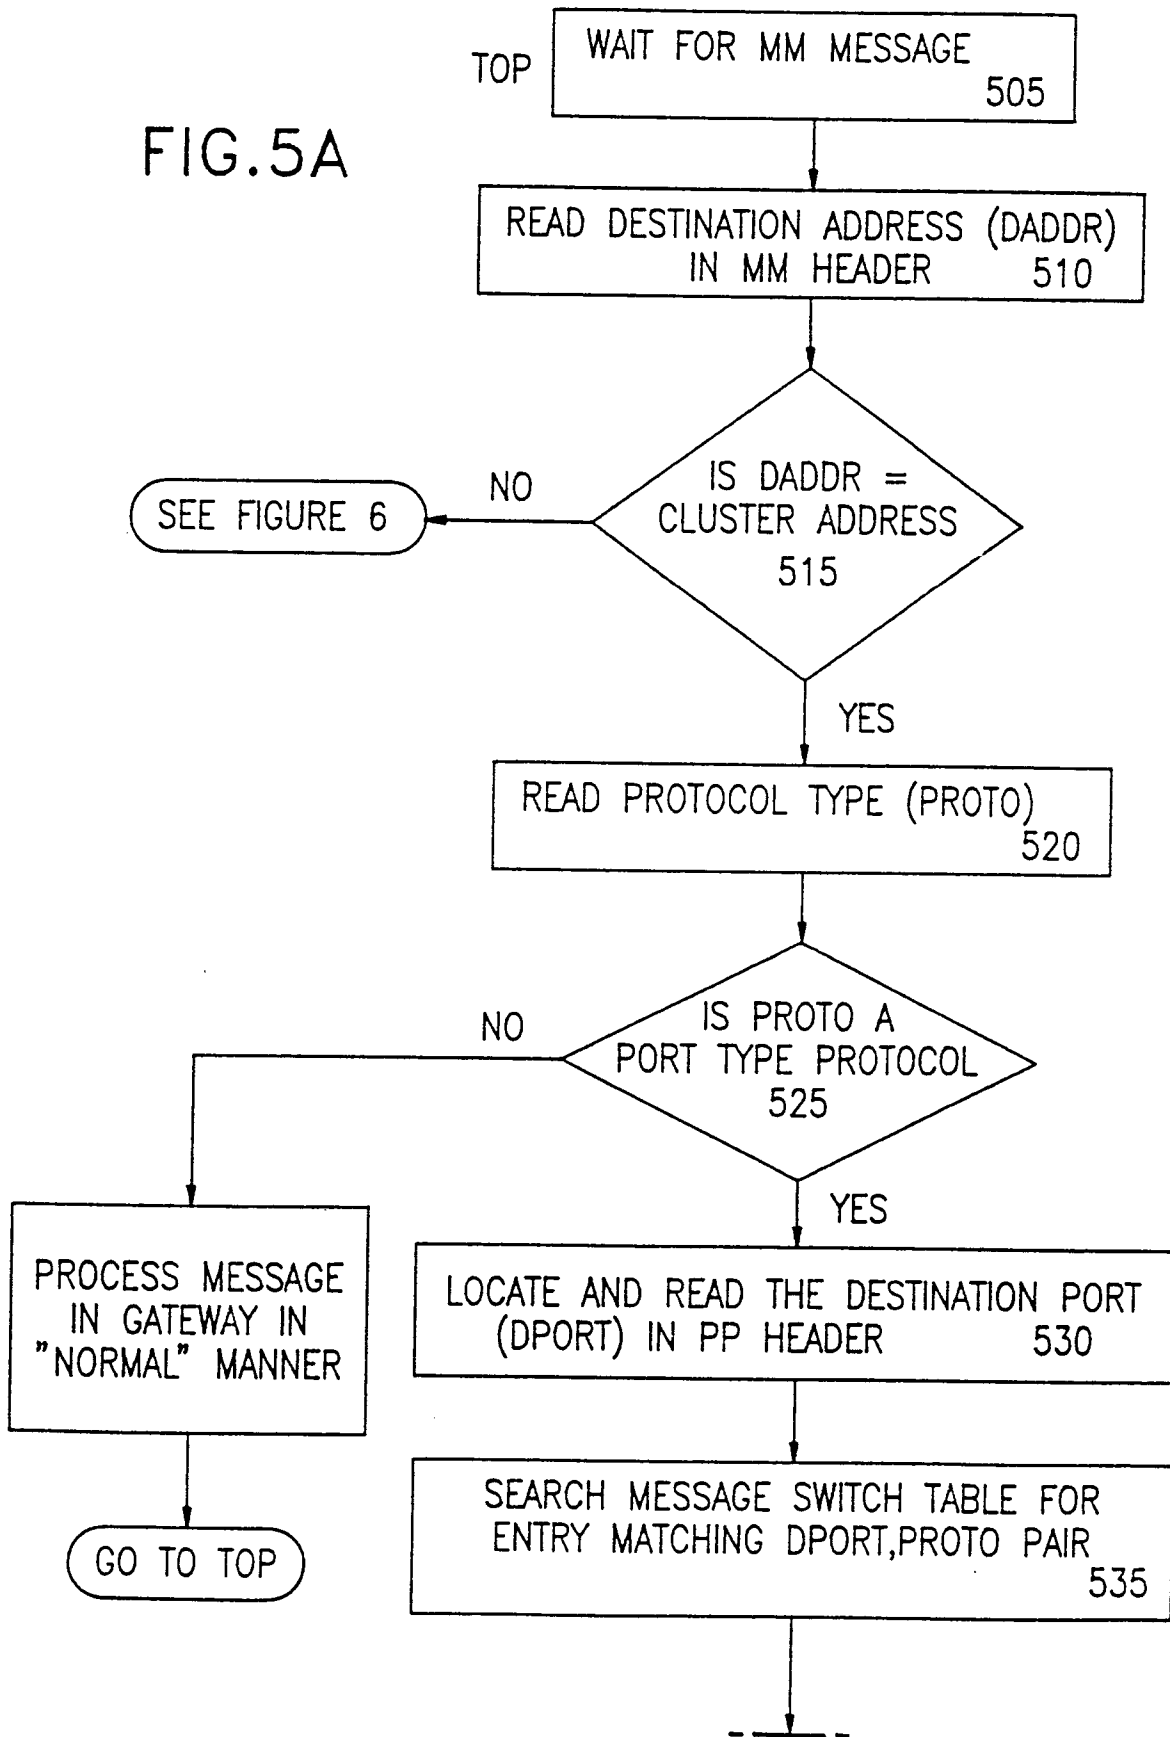 TOP
WAIT FOR MM MESSAGE
505
FIG.5A
READ DESTINATION ADDRESS (DADDR)
IN MM HEADER 510
IS DADDR =
CLUSTER ADDRESS
515
NO
SEE FIGURE 6
YES
READ PROTOCOL TYPE (PROTO)
520
IS PROTO A
PORT TYPE PROTOCOL
525
NO
YES
PROCESS MESSAGE
IN GATEWAY IN
"NORMAL" MANNER
GO TO TOP
LOCATE AND READ THE DESTINATION PORT
(DPORT) IN PP HEADER 530
SEARCH MESSAGE SWITCH TABLE FOR
ENTRY MATCHING DPORT,PROTO PAIR
535